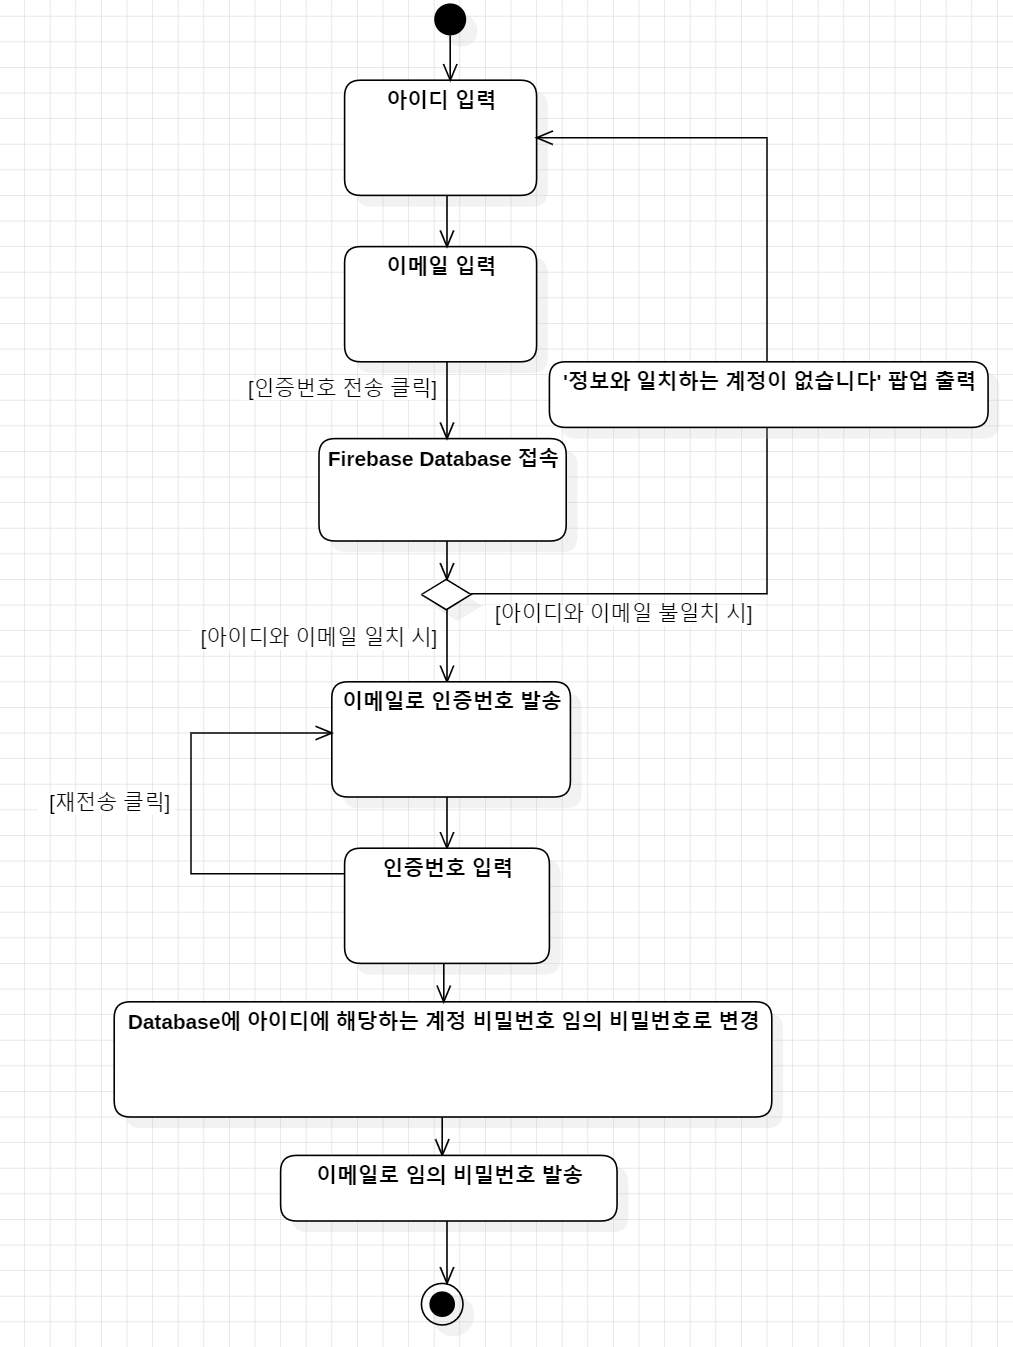 아이디 입력
이메일 입력
[인증번호 전송 클릭]
'정보와 일치하는 계정이 없습니다' 팝업 출력
Firebase Database 접속
[아이디와 이메일 불일치 시]
[아이디와 이메일 일치 시]
이메일로 인증번호 발송
[재전송 클릭]
인증번호 입력
Database에 아이디에 해당하는 계정 비밀번호 임의 비밀번호로 변경
이메일로 임의 비밀번호 발송